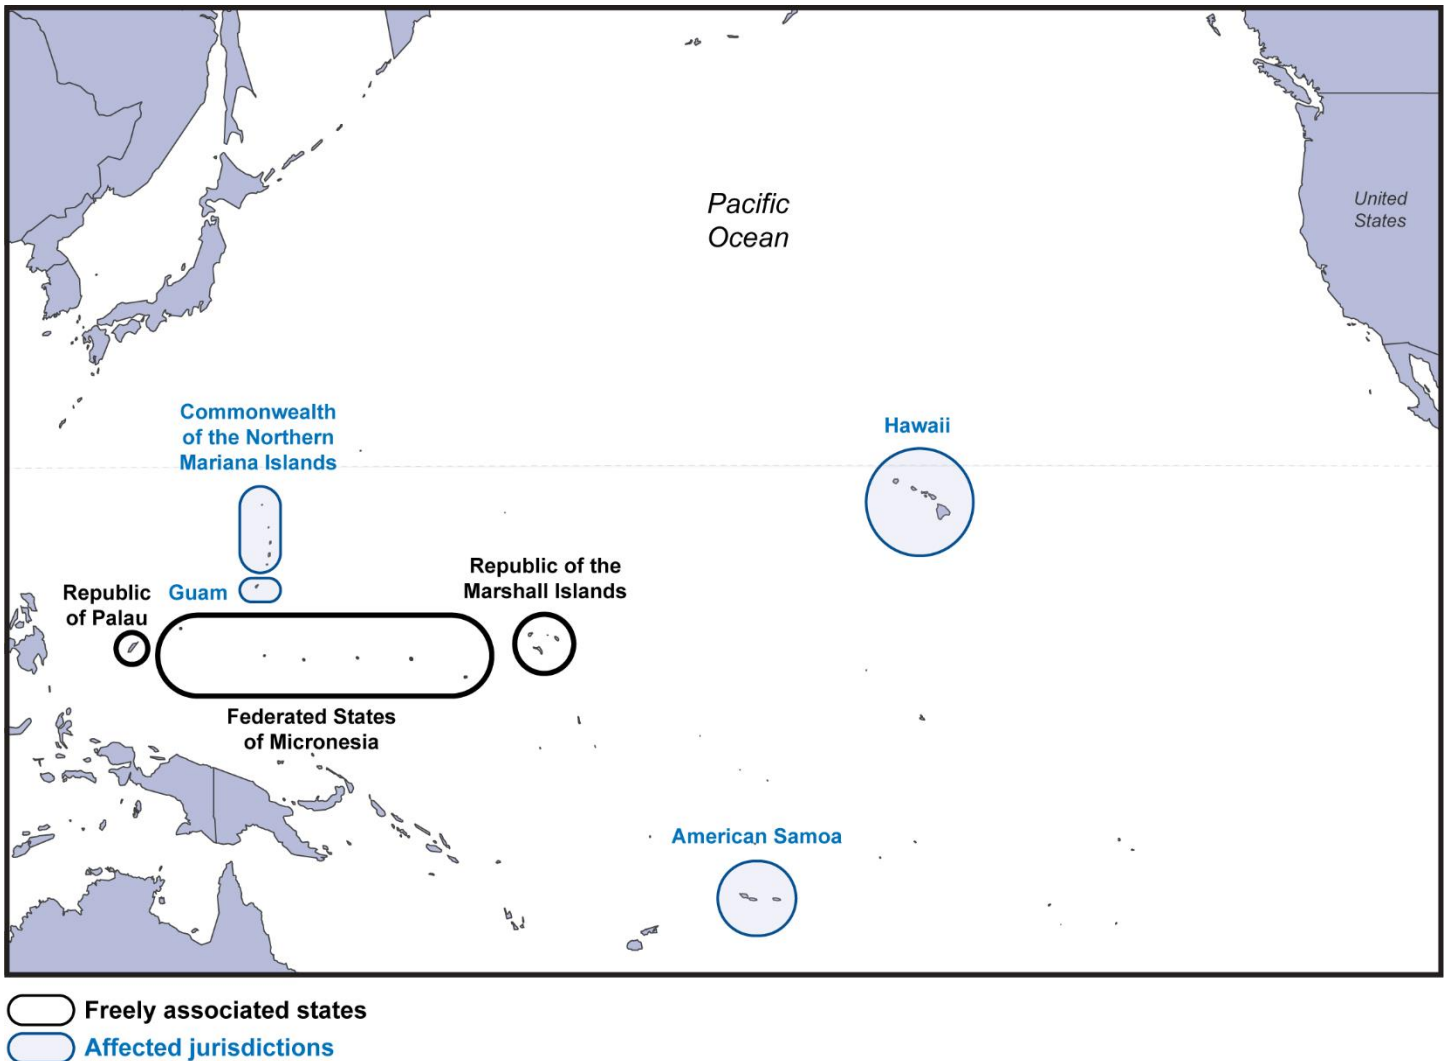 Pacific
Ocean
United
States
Commonwealth
of the Northern
Mariana Islands
Hawaii
Republic of the
Marshall Islands
Republic
of Palau
Guam
Federated States
of Micronesia
American Samoa
Freely associated states
Affected jurisdictions